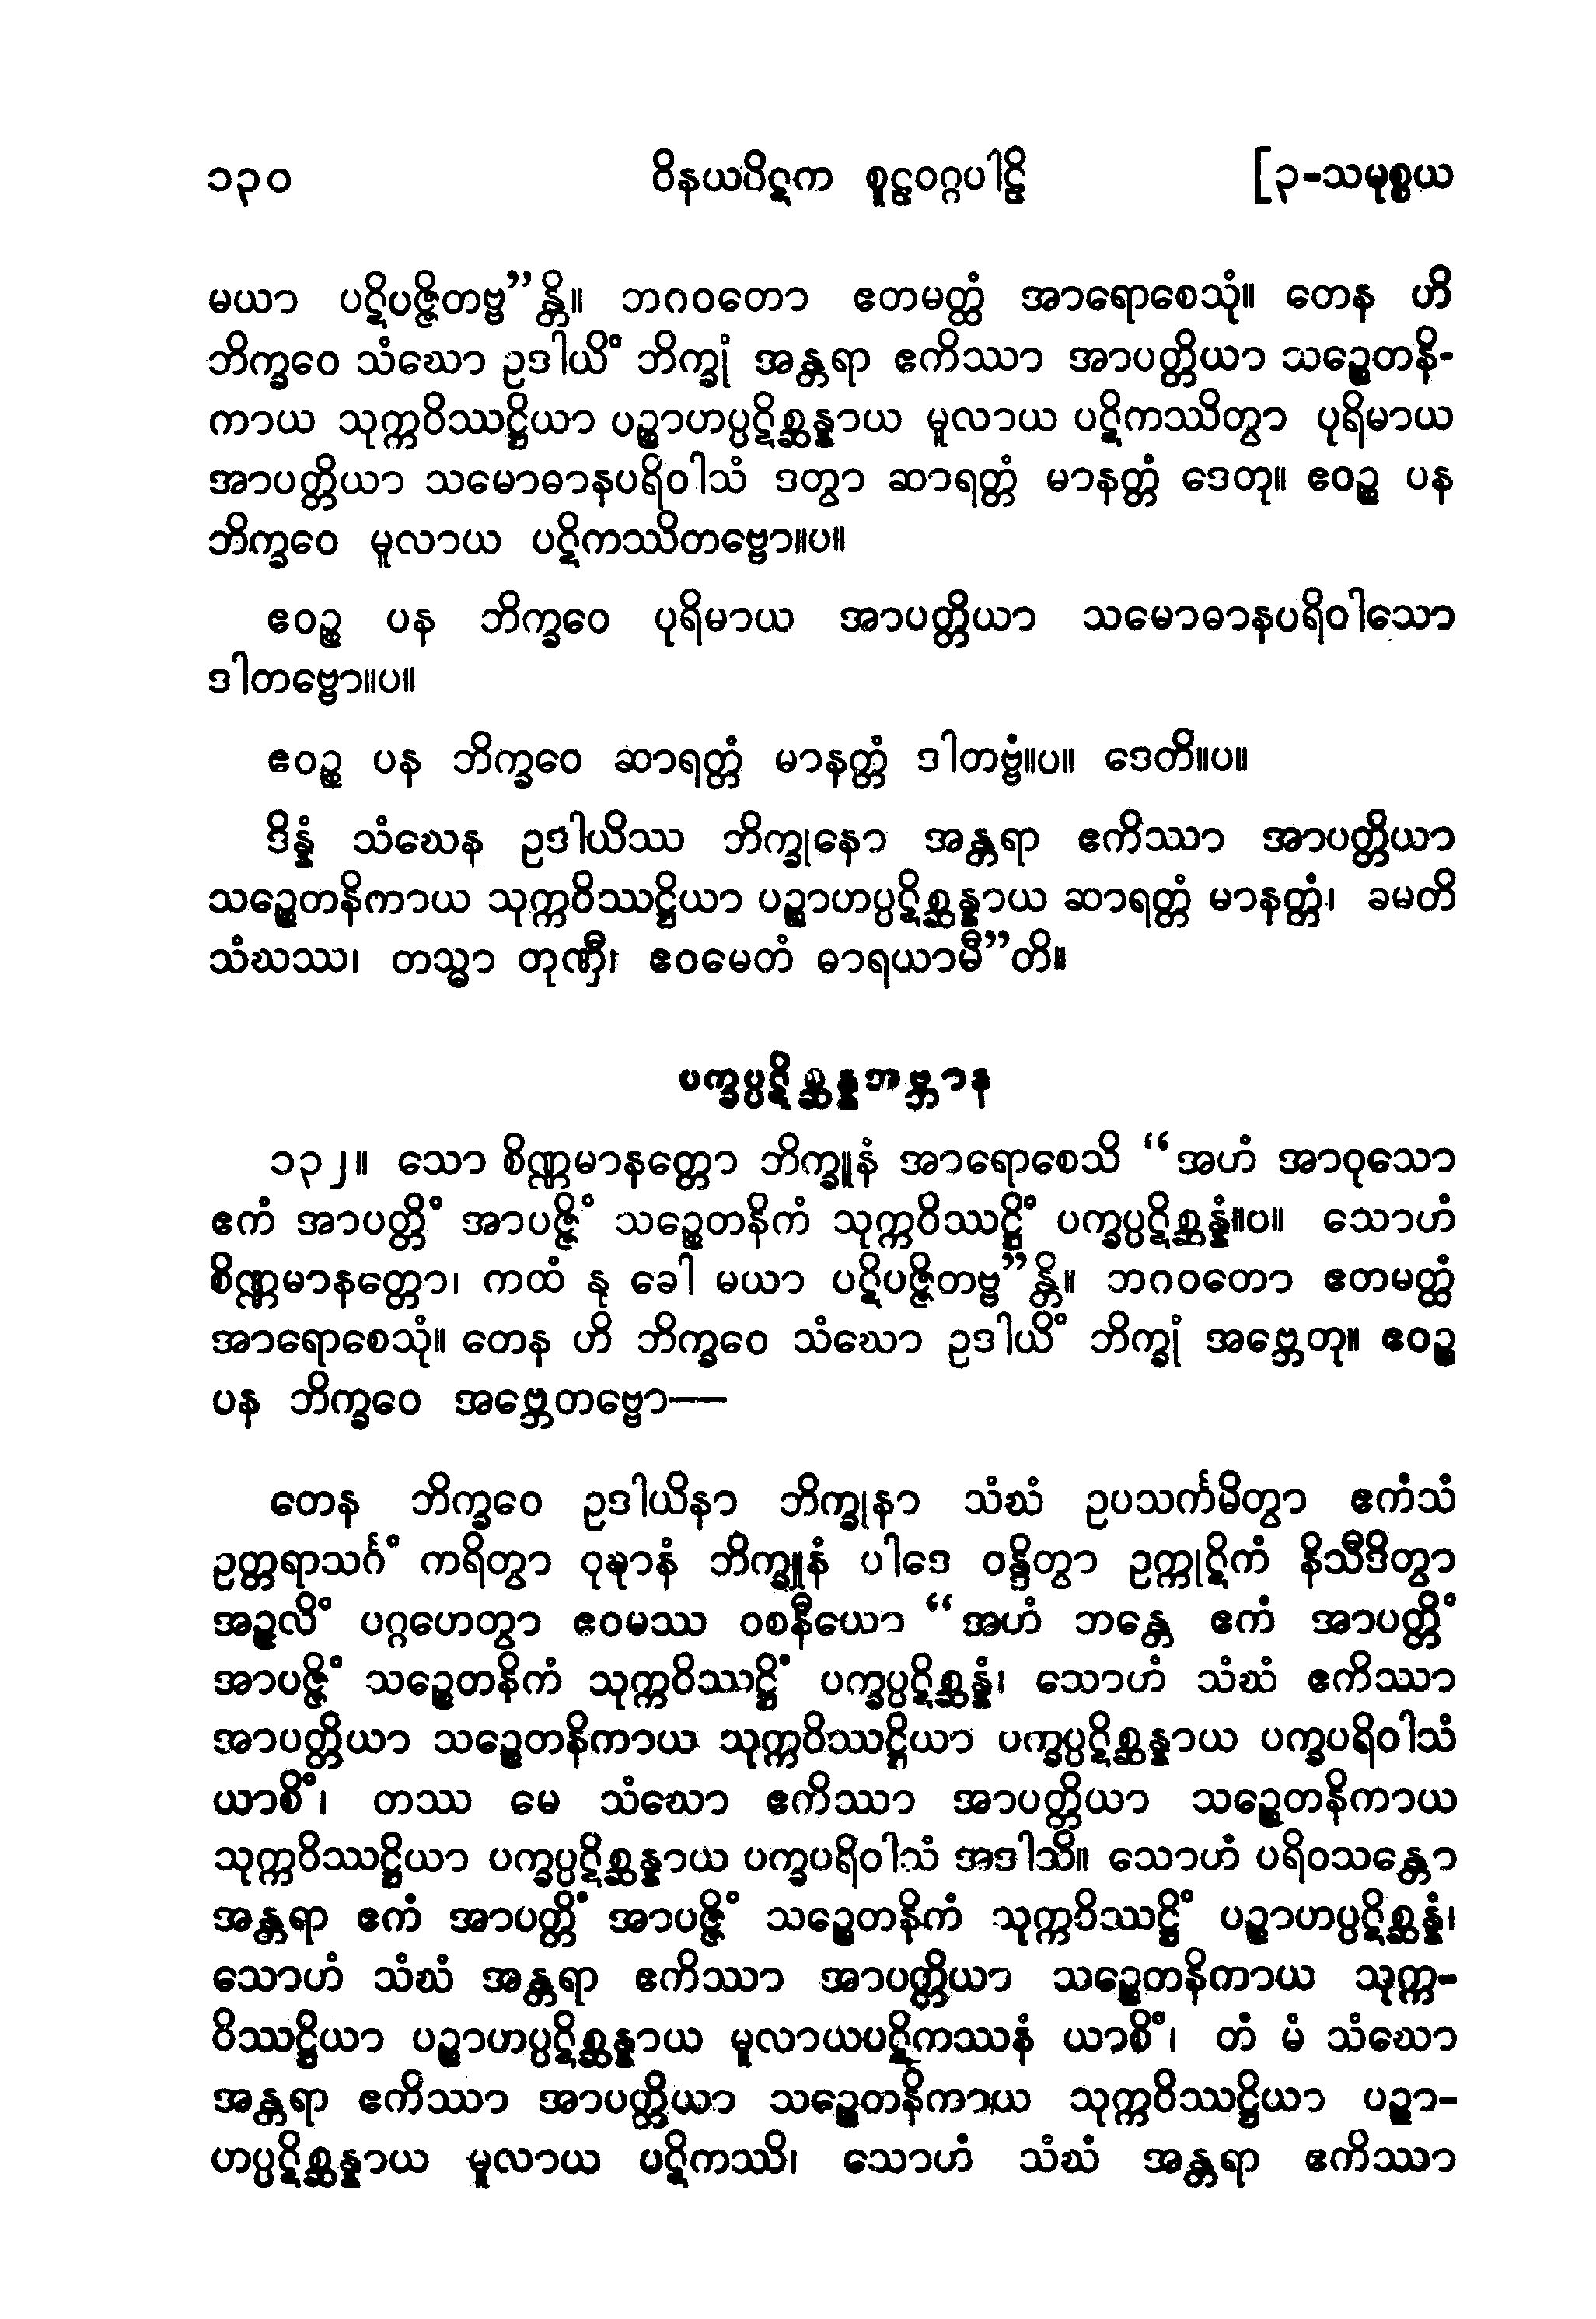 ၁၃၀ ဝိနယပိဋက စူဠဝဂ္ဂပါဠိ [၃-သမုစ္စယ
မယာ ပဋိပဇ္ဇိတဗ္ဗ”န္တိ။ ဘဂဝတော ဧတမတ္ထံ အာရောစေသုံ။ တေန ဟိ
ဘိက္ခဝေ သံဃော ဥဒါယိံ ဘိက္ခုံ အန္တရာ ဧကိဿာ အာပတ္တိယာ သဉ္စေတနိ-
ကာယ သုက္ကဝိဿဋ္ဌိယာ ပဉ္စာဟပ္ပဋိစ္ဆန္နာယ မူလာယ ပဋိကဿိတွာ ပုရိမာယ
အာပတ္တိယာ သမောဓာနပရိဝါသံ ဒတွာ ဆာရတ္တံ မာနတ္တံ ဒေတု။ ဧဝဉ္စ ပန
ဘိက္ခဝေ မူလာယ ပဋိကဿိတဗ္ဗော။ပ။
ဧဝဉ္စ ပန ဘိက္ခဝေ ပုရိမာယ အာပတ္တိယာ သမောဓာနပရိဝါသော
ဒါတဗ္ဗော။ပ။
ဧဝဉ္စ ပန ဘိက္ခဝေ ဆာရတ္တံ မာနတ္တံ ဒါတဗ္ဗံ။ပ။ ဒေတိ။ပ။
ဒိန္နံ သံဃေန ဥဒါယိဿ ဘိက္ခုနော အန္တရာ ဧကိဿာ အာပတ္တိယာ
သဉ္စေတနိကာယ သုက္ကဝိဿဋ္ဌိယာ ပဉ္စာဟပ္ပဋိစ္ဆန္နာယ ဆာရတ္တံ မာနတ္တံ၊ ခမတိ
သံဃဿ၊ တသ္မာ တုဏှီ၊ ဧဝမေတံ ဓာရယာမီ”တိ။
ပက္ခပ္ပဋိစ္ဆန္နအဗ္ဘာန
၁၃၂။ သော စိဏ္ဏမာနတ္တော ဘိက္ခူနံ အာရောစေသိ “အဟံ အာဝုသော
ဧကံ အာပတ္တိံ အာပဇ္ဇိံ သဉ္စေတနိကံ သုက္ကဝိဿဋ္ဌိံ ပက္ခပ္ပဋိစ္ဆန္နံ။ပ။ သောဟံ
စိဏ္ဏမာနတ္တော၊ ကထံ နု ခေါ မယာ ပဋိပဇ္ဇိတဗ္ဗ”န္တိ။ ဘဂဝတော ဧတမတ္ထံ
အာရောစေသုံ။ တေန ဟိ ဘိက္ခဝေ သံဃော ဥဒါယိံ ဘိက္ခုံ အဗ္ဘေတု။ ဧဝဉ္စ
ပန ဘိက္ခဝေ အဗ္ဘေတဗ္ဗော—
တေန ဘိက္ခဝေ ဥဒါယိနာ ဘိက္ခုနာ သံဃံ ဥပသင်္ကမိတွာ ဧကံသံ
ဥတ္တရာသင်္ဂံ ကရိတွာ ဝုဍ္ဎာနံ ဘိက္ခူနံ ပါဒေ ဝန္ဒိတွာ ဥက္ကုဋိကံ နိသီဒိတွာ
အဉ္ဇလိံ ပဂ္ဂဟေတွာ ဧဝမဿ ဝစနီယော “အဟံ ဘန္တေ ဧကံ အာပတ္တိံ
အာပဇ္ဇိံ သဉ္စေတနိကံ သုက္ကဝိဿဋ္ဌိံ ပက္ခပ္ပဋိစ္ဆန္နံ၊ သောဟံ သံဃံ ဧကိဿာ
အာပတ္တိယာ သဉ္စေတနိကာယ သုက္ကဝိဿဋ္ဌိယာ ပက္ခပ္ပဋိစ္ဆန္နာယ ပက္ခပရိဝါသံ
ယာစိံ၊ တဿ မေ သံဃော ဧကိဿာ အာပတ္တိယာ သဉ္စေတနိကာယ
သုက္ကဝိဿဋ္ဌိယာ ပက္ခပ္ပဋိစ္ဆန္နာယ ပက္ခပရိဝါသံ အဒါသိ။ သောဟံ ပရိဝသန္တော
အန္တရာ ဧကံ အာပတ္တိံ အာပဇ္ဇိံ သဉ္စေတနိကံ သုက္ကဝိဿဋ္ဌိံ ပဉ္စာဟပ္ပဋိစ္ဆန္နံ၊
သောဟံ သံဃံ အန္တရာ ဧကိဿာ အာပတ္တိယာ သဉ္စေတနိကာယ သုက္က-
ဝိဿဋ္ဌိယာ ပဉ္စာဟပ္ပဋိစ္ဆန္နာယ မူလာယပဋိကဿနံ ယာစိံ၊ တံ မံ သံဃော
အန္တရာ ဧကိဿာ အာပတ္တိယာ သဉ္စေတနိကာယ သုက္ကဝိဿဋ္ဌိယာ ပဉ္စာ-
ဟပ္ပဋိစ္ဆန္နာယ မူလာယ ပဋိကဿိ၊ သောဟံ သံဃံ အန္တရာ ဧကိဿာ